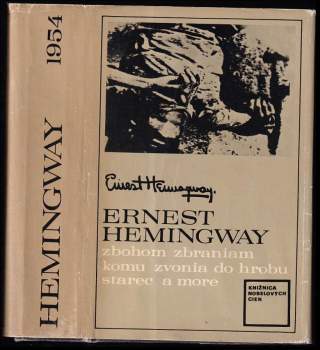 HEMINGWAY 1954
Ernest Hemingway.
ERNEST
HEMINGWAY
zbohom zbraniam
komu zvonia do hrobu
starec a more
KNIŽNICA
NOBELOVÝCH
CIEN